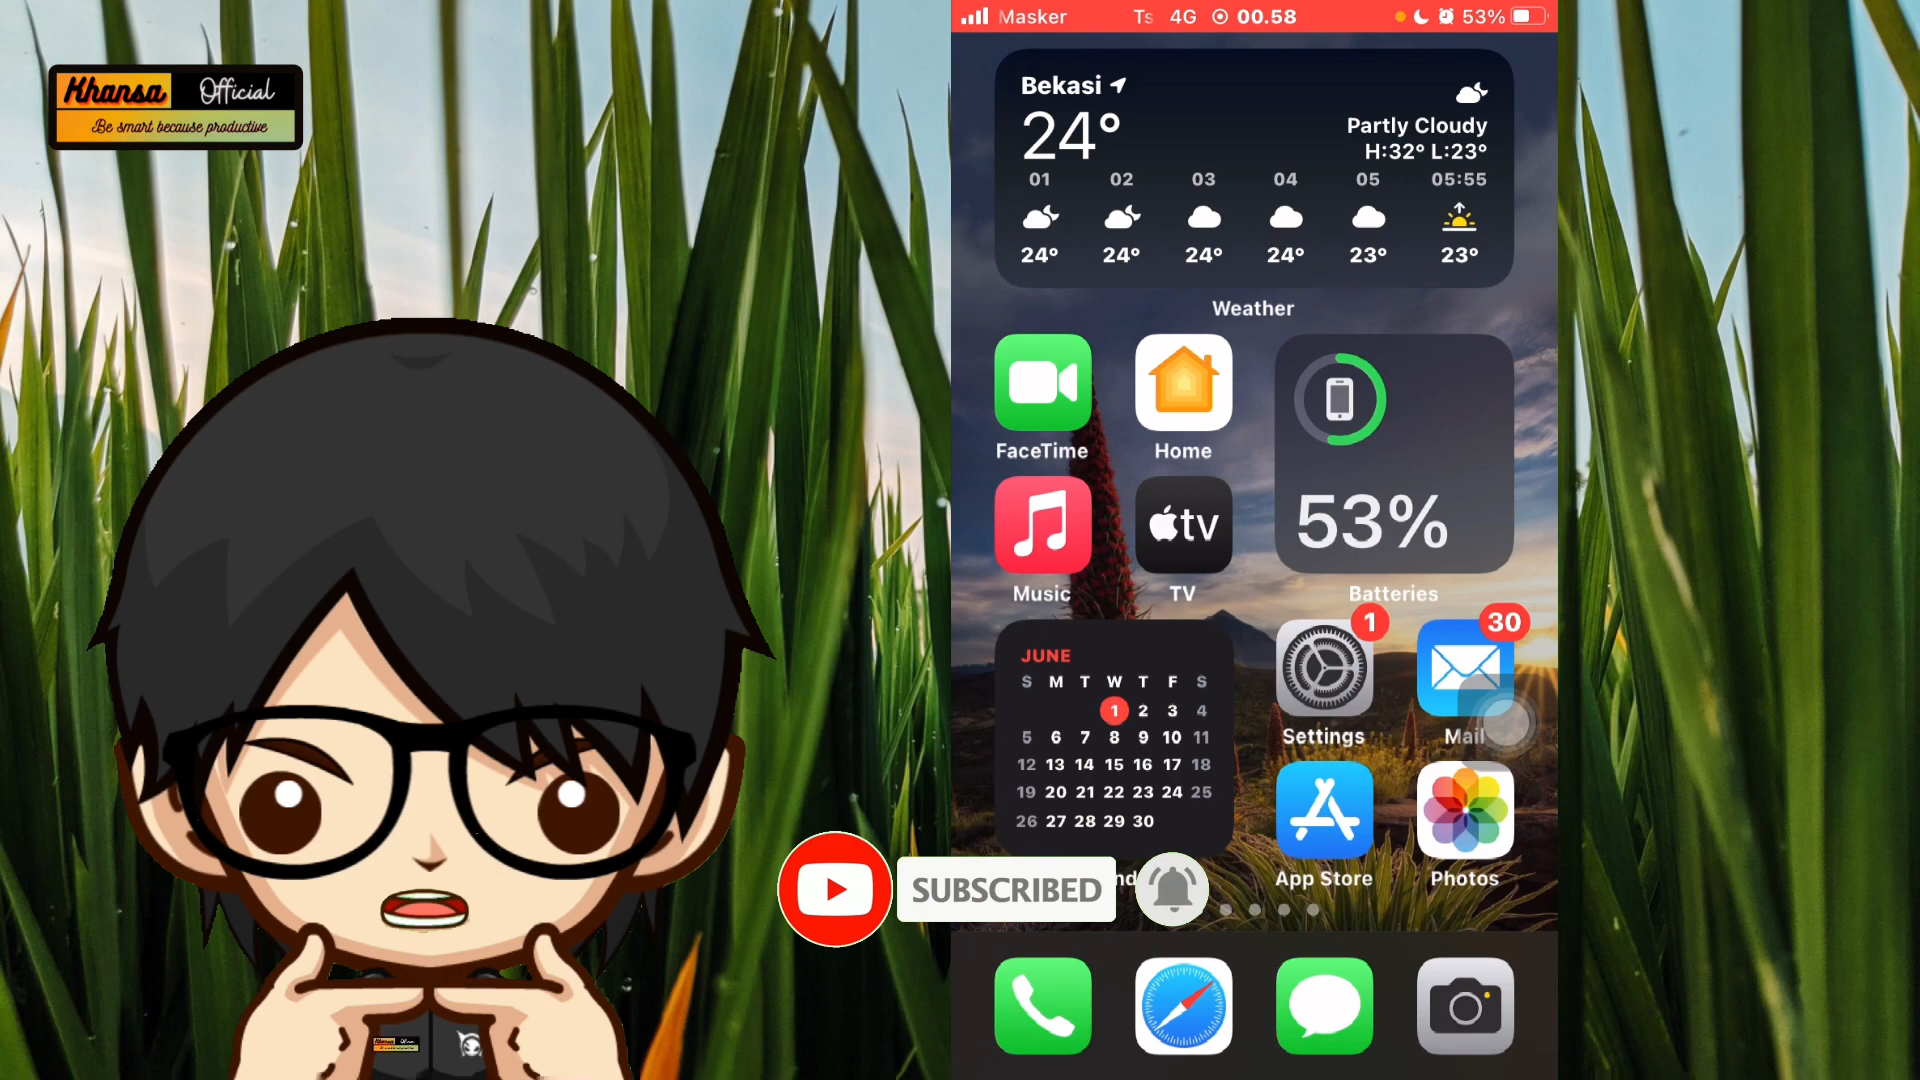 Khansa Official
Be smart because productive
Masker Ts 4G 00.58 53%
Bekasi
24°
Partly Cloudy
H:32° L:23°
01 02 03 04 05 05:55
24° 24° 24° 24° 23° 23°
Weather
FaceTime
Home
Music
tv
TV
53%
Batteries
JUNE
S M T W T F S
1 2 3 4
5 6 7 8 9 10 11
12 13 14 15 16 17 18
19 20 21 22 23 24 25
26 27 28 29 30
1
Settings
30
Mail
App Store
Photos
SUBSCRIBED
nd